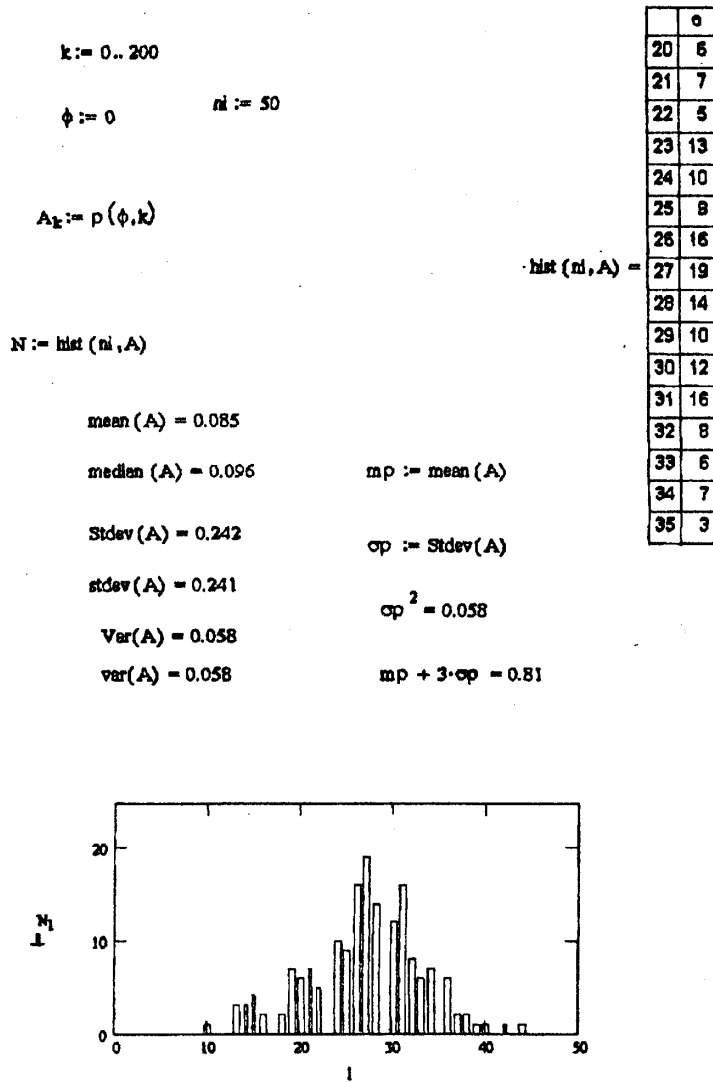 k := 0.. 200
ϕ := 0
ni := 50
A_k := p(ϕ,k)
N := hist (ni ,A)
mean (A) = 0.085
median (A) = 0.096
Stdev (A) = 0.242
stdev (A) = 0.241
Var(A) = 0.058
var(A) = 0.058
mp := mean (A)
σp := Stdev(A)
σp² = 0.058
mp + 3·σp = 0.81
hist (ni,A) =
0
20 6
21 7
22 5
23 13
24 10
25 9
26 16
27 19
28 14
29 10
30 12
31 16
32 8
33 6
34 7
35 3
N_l
20
10
0
0 10 20 30 40 50
l